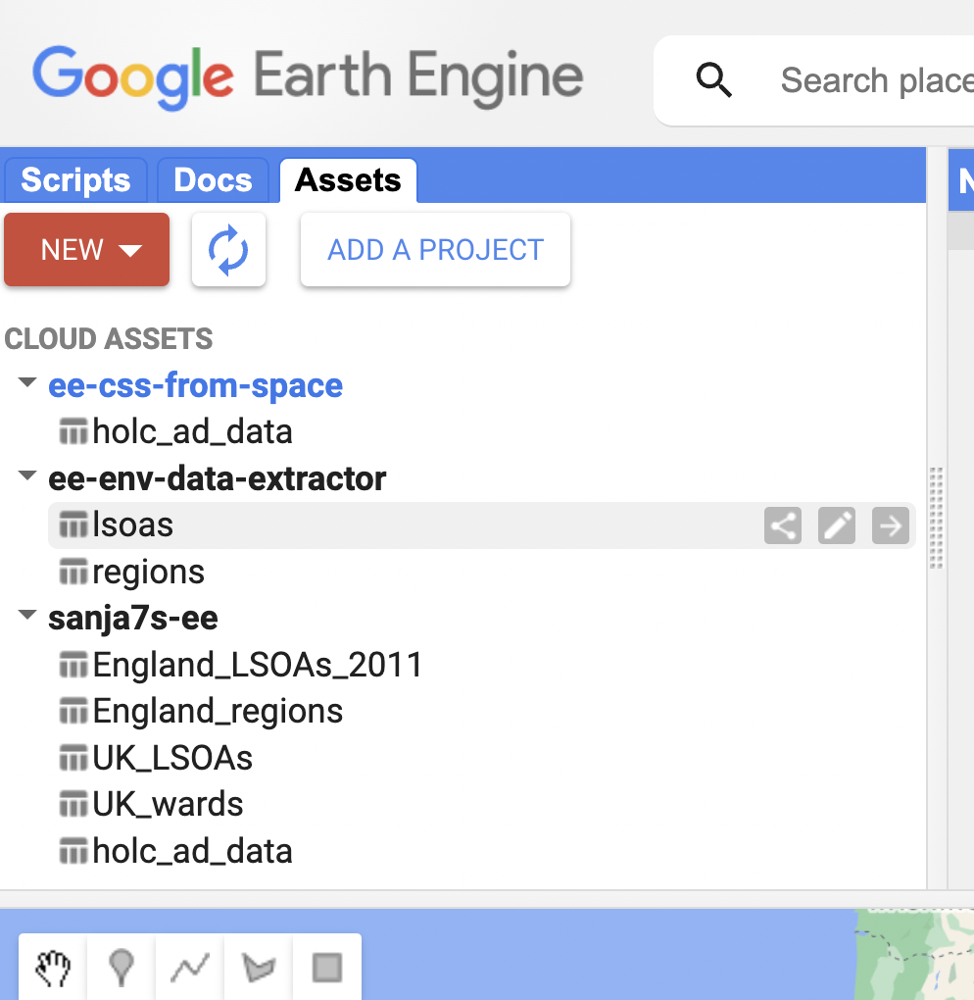 Google Earth Engine
Search place
Scripts Docs Assets
NEW ADD A PROJECT
CLOUD ASSETS
ee-css-from-space
holc_ad_data
ee-env-data-extractor
lsoas
regions
sanja7s-ee
England_LSOAs_2011
England_regions
UK_LSOAs
UK_wards
holc_ad_data